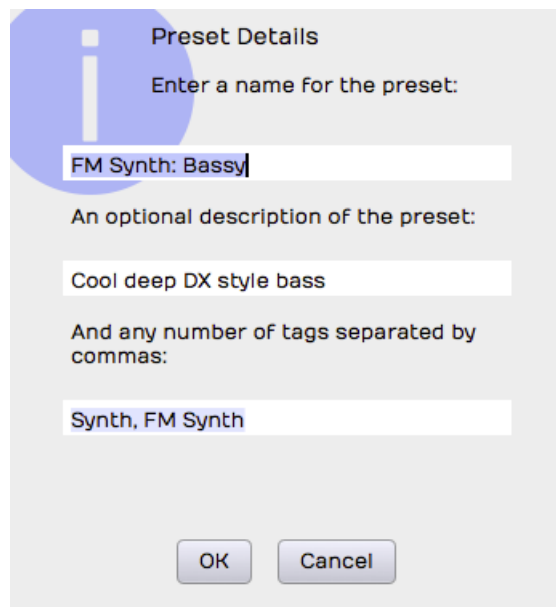 Preset Details
Enter a name for the preset:
FM Synth: Bassy
An optional description of the preset:
Cool deep DX style bass
And any number of tags separated by
commas:
Synth, FM Synth
OK
Cancel